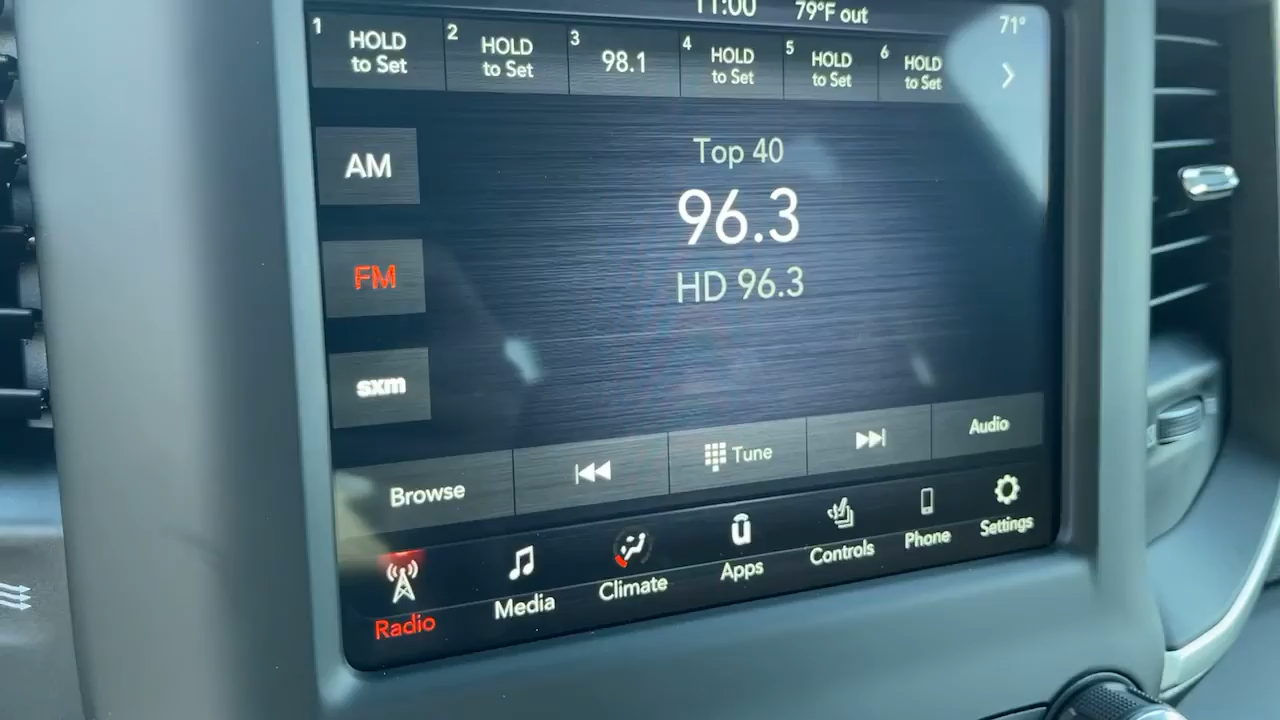 11:00 79°F out 71°
1 HOLD to Set
2 HOLD to Set
3 98.1
4 HOLD to Set
5 HOLD to Set
6 HOLD to Set
AM
FM
sxm
Top 40
96.3
HD 96.3
Browse Tune Audio
Radio Media Climate Apps Controls Phone Settings